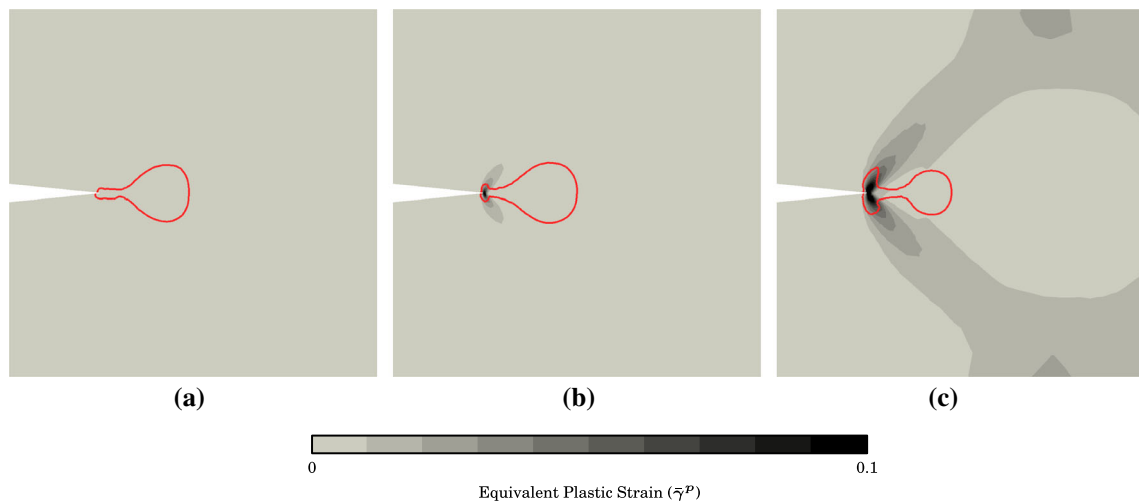 (a) (b) (c)
0 0.1
Equivalent Plastic Strain (γ̄ᵖ)